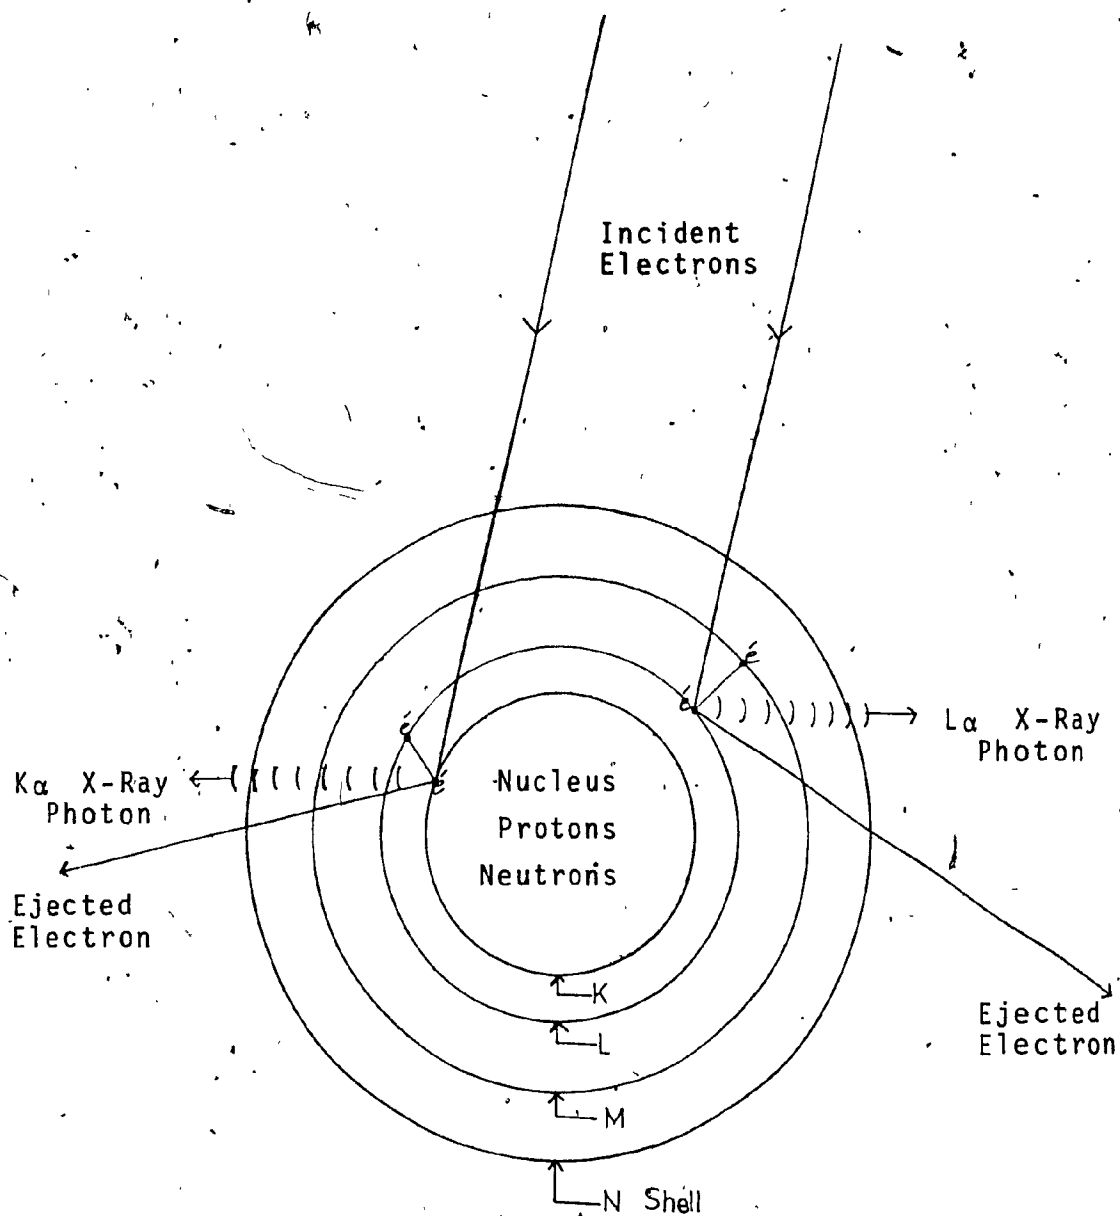 Incident
Electrons
é
é
é
é
Lα X-Ray
Photon
Kα X-Ray
Photon
Nucleus
Protons
Neutrons
Ejected
Electron
Ejected
Electron
K
L
M
N Shell